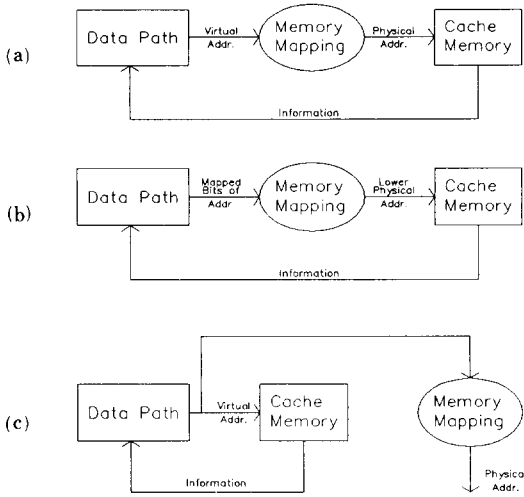 (a)
Data Path
Virtual
Addr.
Memory
Mapping
Physical
Addr.
Cache
Memory
Information
(b)
Data Path
Mapped
Bits of
Addr
Memory
Mapping
Lower
Physical
Addr.
Cache
Memory
Information
(c)
Data Path
Virtual
Addr.
Cache
Memory
Memory
Mapping
Information
Physica
Addr.